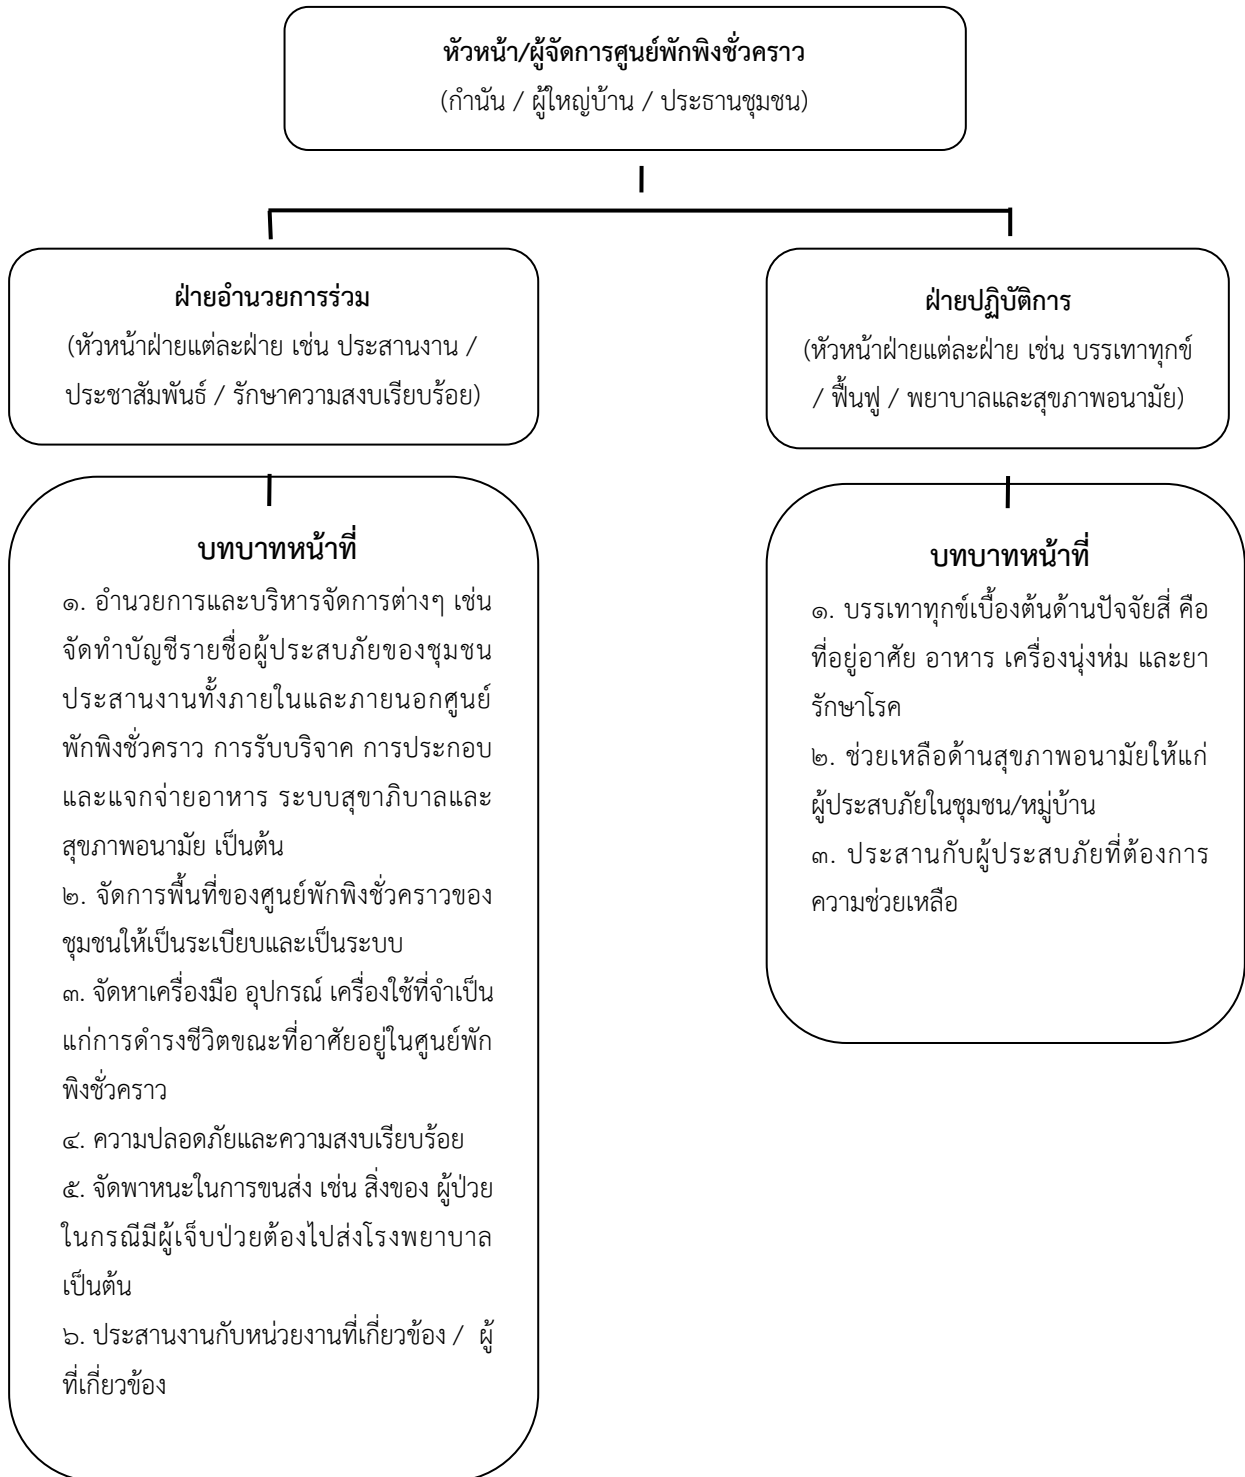 หัวหน้า/ผู้จัดการศูนย์พักพิงชั่วคราว
(กำนัน / ผู้ใหญ่บ้าน / ประธานชุมชน)
ฝ่ายอำนวยการร่วม
(หัวหน้าฝ่ายแต่ละฝ่าย เช่น ประสานงาน /
ประชาสัมพันธ์ / รักษาความสงบเรียบร้อย)
บทบาทหน้าที่
๑. อำนวยการและบริหารจัดการต่างๆ เช่น
จัดทำบัญชีรายชื่อผู้ประสบภัยของชุมชน
ประสานงานทั้งภายในและภายนอกศูนย์
พักพิงชั่วคราว การรับบริจาค การประกอบ
และแจกจ่ายอาหาร ระบบสุขาภิบาลและ
สุขภาพอนามัย เป็นต้น
๒. จัดการพื้นที่ของศูนย์พักพิงชั่วคราวของ
ชุมชนให้เป็นระเบียบและเป็นระบบ
๓. จัดหาเครื่องมือ อุปกรณ์ เครื่องใช้ที่จำเป็น
แก่การดำรงชีวิตขณะที่อาศัยอยู่ในศูนย์พัก
พิงชั่วคราว
๔. ความปลอดภัยและความสงบเรียบร้อย
๕. จัดพาหนะในการขนส่ง เช่น สิ่งของ ผู้ป่วย
ในกรณีมีผู้เจ็บป่วยต้องไปส่งโรงพยาบาล
เป็นต้น
๖. ประสานงานกับหน่วยงานที่เกี่ยวข้อง / ผู้
ที่เกี่ยวข้อง
ฝ่ายปฏิบัติการ
(หัวหน้าฝ่ายแต่ละฝ่าย เช่น บรรเทาทุกข์
/ ฟื้นฟู / พยาบาลและสุขภาพอนามัย)
บทบาทหน้าที่
๑. บรรเทาทุกข์เบื้องต้นด้านปัจจัยสี่ คือ
ที่อยู่อาศัย อาหาร เครื่องนุ่งห่ม และยา
รักษาโรค
๒. ช่วยเหลือด้านสุขภาพอนามัยให้แก่
ผู้ประสบภัยในชุมชน/หมู่บ้าน
๓. ประสานกับผู้ประสบภัยที่ต้องการ
ความช่วยเหลือ